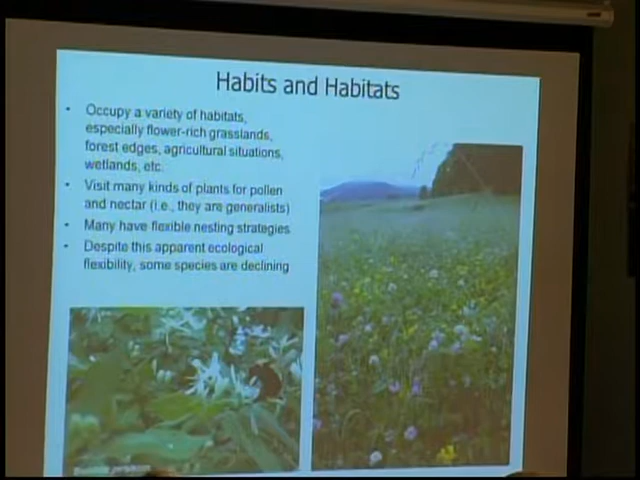 Habits and Habitats
• Occupy a variety of habitats,
especially flower-rich grasslands,
forest edges, agricultural situations,
wetlands, etc.
• Visit many kinds of plants for pollen
and nectar (i.e., they are generalists)
• Many have flexible nesting strategies
• Despite this apparent ecological
flexibility, some species are declining